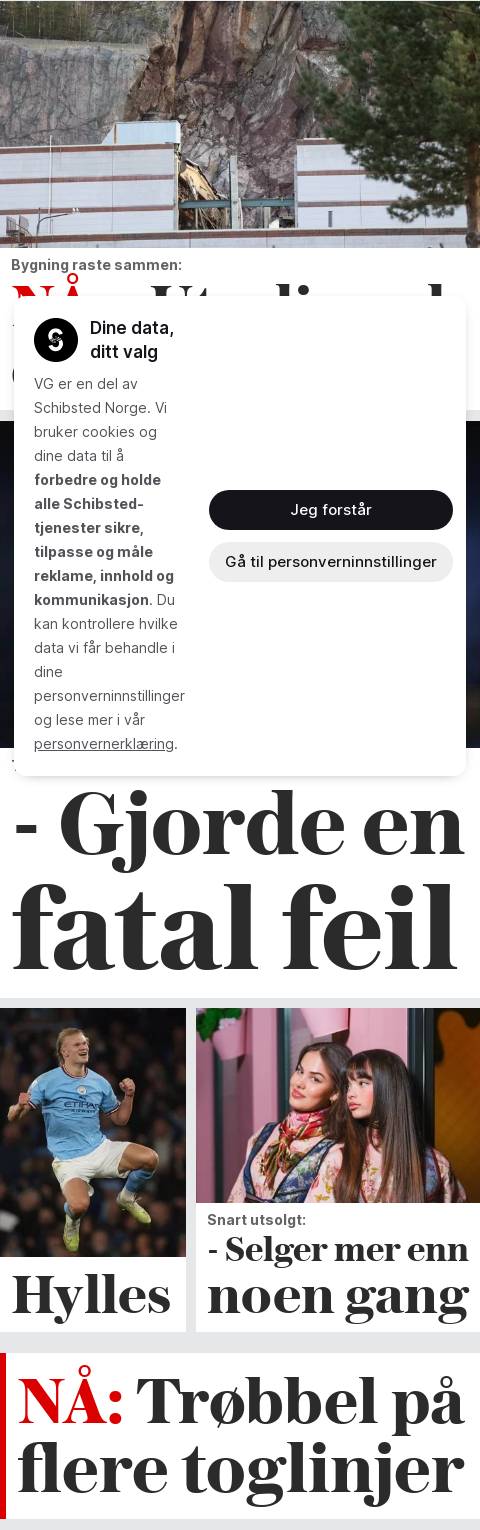 Bygning raste sammen:
NÅ:
Dine data,
ditt valg
VG er en del av
Schibsted Norge. Vi
bruker cookies og
dine data til å
forbedre og holde
alle Schibsted-
tjenester sikre,
tilpasse og måle
reklame, innhold og
kommunikasjon. Du
kan kontrollere hvilke
data vi får behandle i
dine
personverninnstillinger
og lese mer i vår
personvernerklæring.
Jeg forstår
Gå til personverninnstillinger
- Gjorde en
fatal feil
ETIHAD
AIRWAYS
Hylles
Snart utsolgt:
- Selger mer enn
noen gang
NÅ: Trøbbel på
flere toglinjer